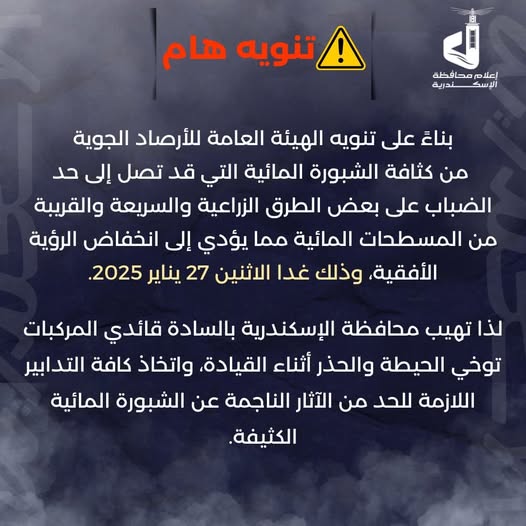 إعلام محافظة
الإسكندرية
تنويه هام
بناءً على تنويه الهيئة العامة للأرصاد الجوية
من كثافة الشبورة المائية التي قد تصل إلى حد
الضباب على بعض الطرق الزراعية والسريعة والقريبة
من المسطحات المائية مما يؤدي إلى انخفاض الرؤية
الأفقية، وذلك غدا الاثنين 27 يناير 2025.
لذا تهيب محافظة الإسكندرية بالسادة قائدي المركبات
توخي الحيطة والحذر أثناء القيادة، واتخاذ كافة التدابير
اللازمة للحد من الآثار الناجمة عن الشبورة المائية
الكثيفة.